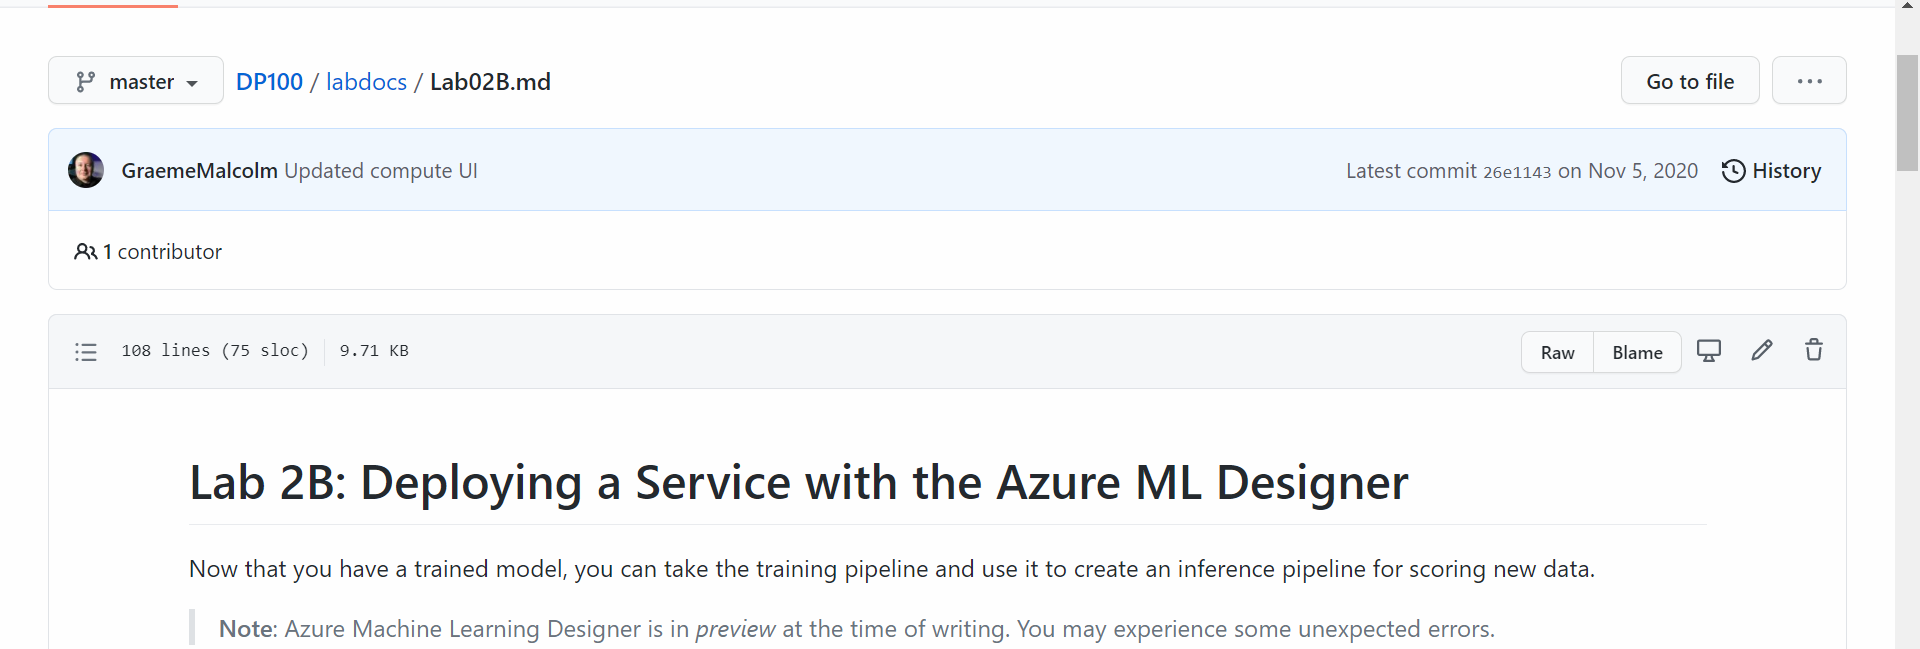 master DP100 / labdocs / Lab02B.md Go to file ...
GraemeMalcolm Updated compute UI Latest commit 26e1143 on Nov 5, 2020 History
1 contributor
108 lines (75 sloc) 9.71 KB Raw Blame
Lab 2B: Deploying a Service with the Azure ML Designer
Now that you have a trained model, you can take the training pipeline and use it to create an inference pipeline for scoring new data.
Note: Azure Machine Learning Designer is in preview at the time of writing. You may experience some unexpected errors.